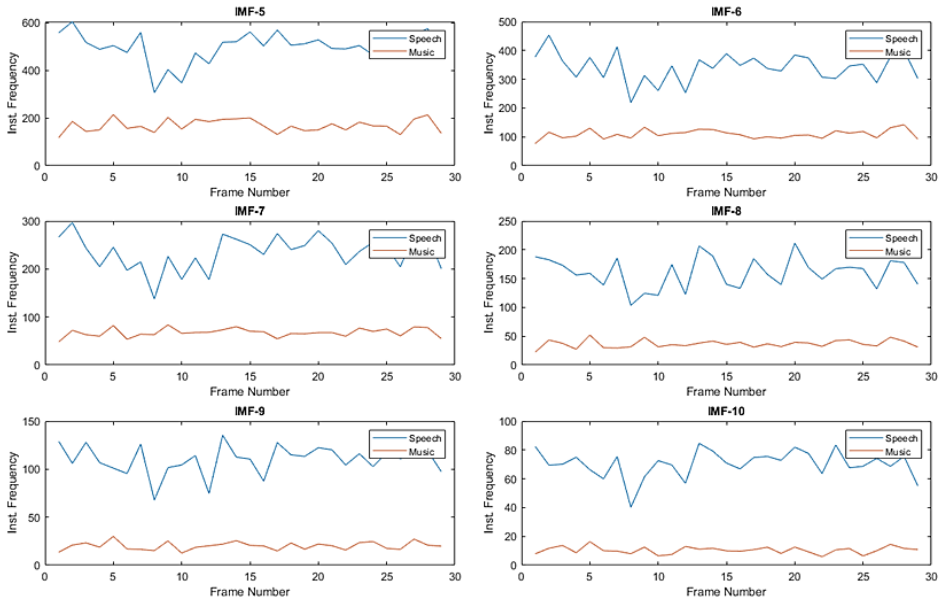 IMF-5
Inst. Frequency
600
400
200
0
0 5 10 15 20 25 30
Frame Number
Speech
Music
IMF-6
Inst. Frequency
500
400
300
200
100
0
0 5 10 15 20 25 30
Frame Number
Speech
Music
IMF-7
Inst. Frequency
300
200
100
0
0 5 10 15 20 25 30
Frame Number
Speech
Music
IMF-8
Inst. Frequency
250
200
150
100
50
0
0 5 10 15 20 25 30
Frame Number
Speech
Music
IMF-9
Inst. Frequency
150
100
50
0
0 5 10 15 20 25 30
Frame Number
Speech
Music
IMF-10
Inst. Frequency
100
80
60
40
20
0
0 5 10 15 20 25 30
Frame Number
Speech
Music